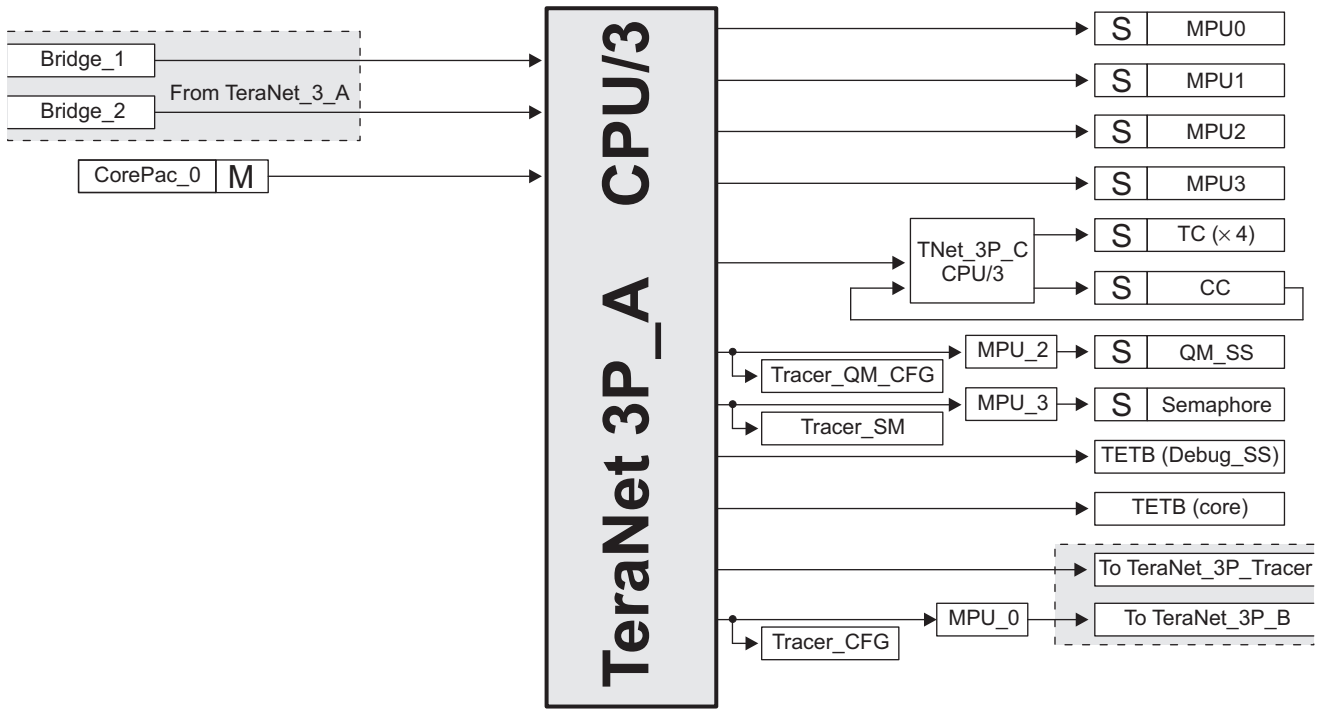 Bridge_1
From TeraNet_3_A
Bridge_2
CorePac_0 M
TeraNet 3P_A CPU/3
S MPU0
S MPU1
S MPU2
S MPU3
TNet_3P_C
CPU/3
S TC (× 4)
S CC
MPU_2
S QM_SS
Tracer_QM_CFG
MPU_3
S Semaphore
Tracer_SM
TETB (Debug_SS)
TETB (core)
To TeraNet_3P_Tracer
MPU_0
To TeraNet_3P_B
Tracer_CFG